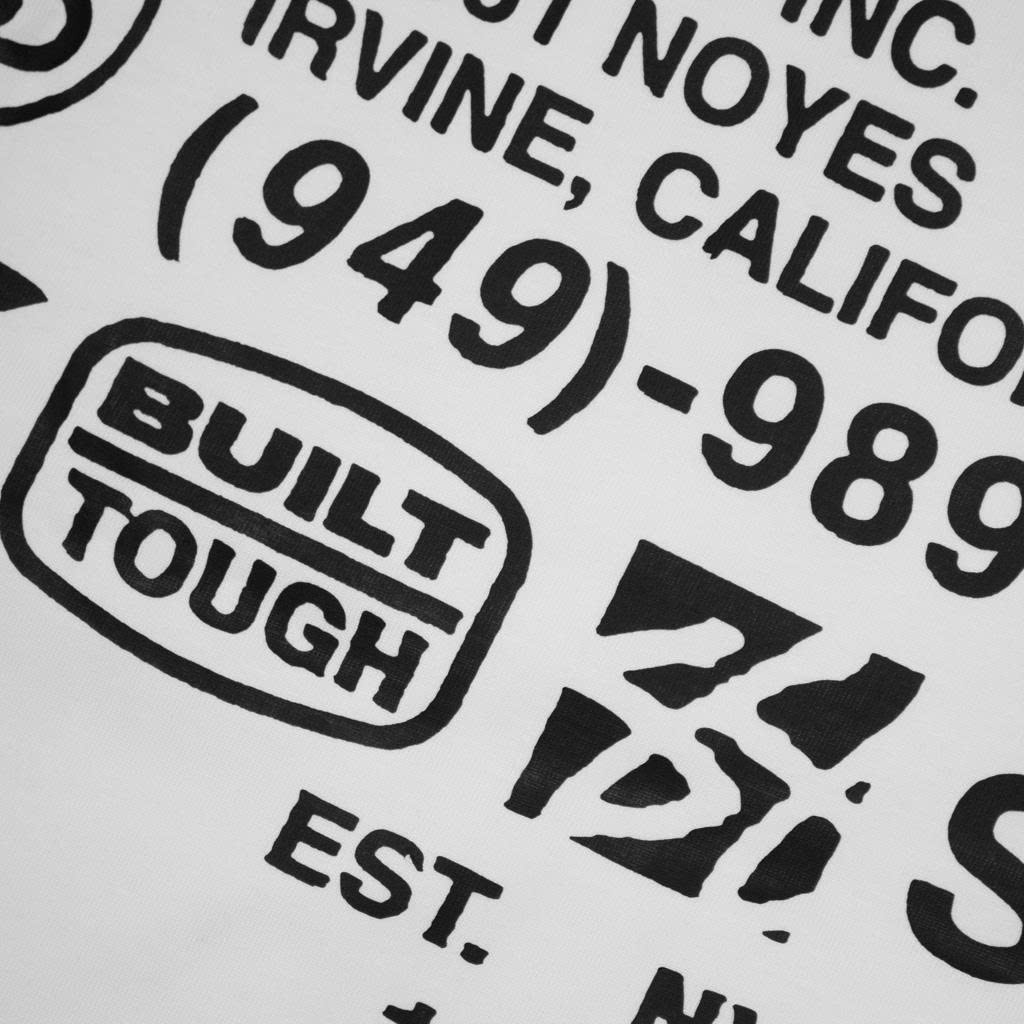 INC.
NOYES
IRVINE, CALIFO
(949)-989
BUILT
TOUGH
EST.
S